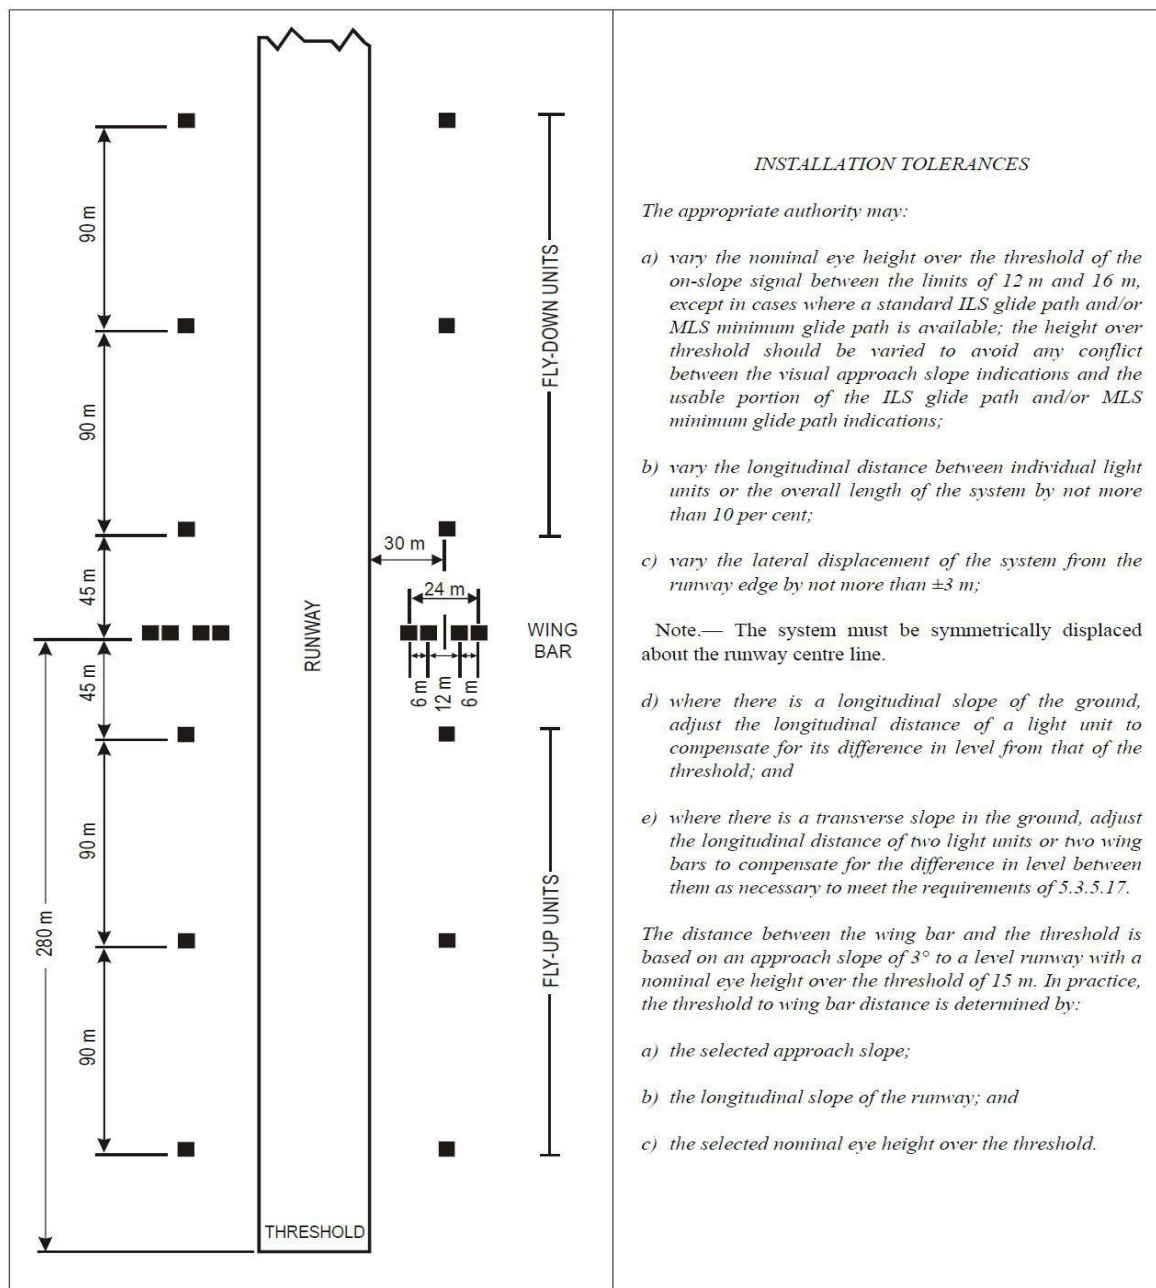 90 m
90 m
45 m
45 m
90 m
90 m
280 m
RUNWAY
THRESHOLD
30 m
24 m
6 m
12 m
6 m
FLY-DOWN UNITS
WING
BAR
FLY-UP UNITS
INSTALLATION TOLERANCES
The appropriate authority may:
a) vary the nominal eye height over the threshold of the
on-slope signal between the limits of 12 m and 16 m,
except in cases where a standard ILS glide path and/or
MLS minimum glide path is available; the height over
threshold should be varied to avoid any conflict
between the visual approach slope indications and the
usable portion of the ILS glide path and/or MLS
minimum glide path indications;
b) vary the longitudinal distance between individual light
units or the overall length of the system by not more
than 10 per cent;
c) vary the lateral displacement of the system from the
runway edge by not more than ±3 m;
Note.— The system must be symmetrically displaced
about the runway centre line.
d) where there is a longitudinal slope of the ground,
adjust the longitudinal distance of a light unit to
compensate for its difference in level from that of the
threshold; and
e) where there is a transverse slope in the ground, adjust
the longitudinal distance of two light units or two wing
bars to compensate for the difference in level between
them as necessary to meet the requirements of 5.3.5.17.
The distance between the wing bar and the threshold is
based on an approach slope of 3° to a level runway with a
nominal eye height over the threshold of 15 m. In practice,
the threshold to wing bar distance is determined by:
a) the selected approach slope;
b) the longitudinal slope of the runway; and
c) the selected nominal eye height over the threshold.